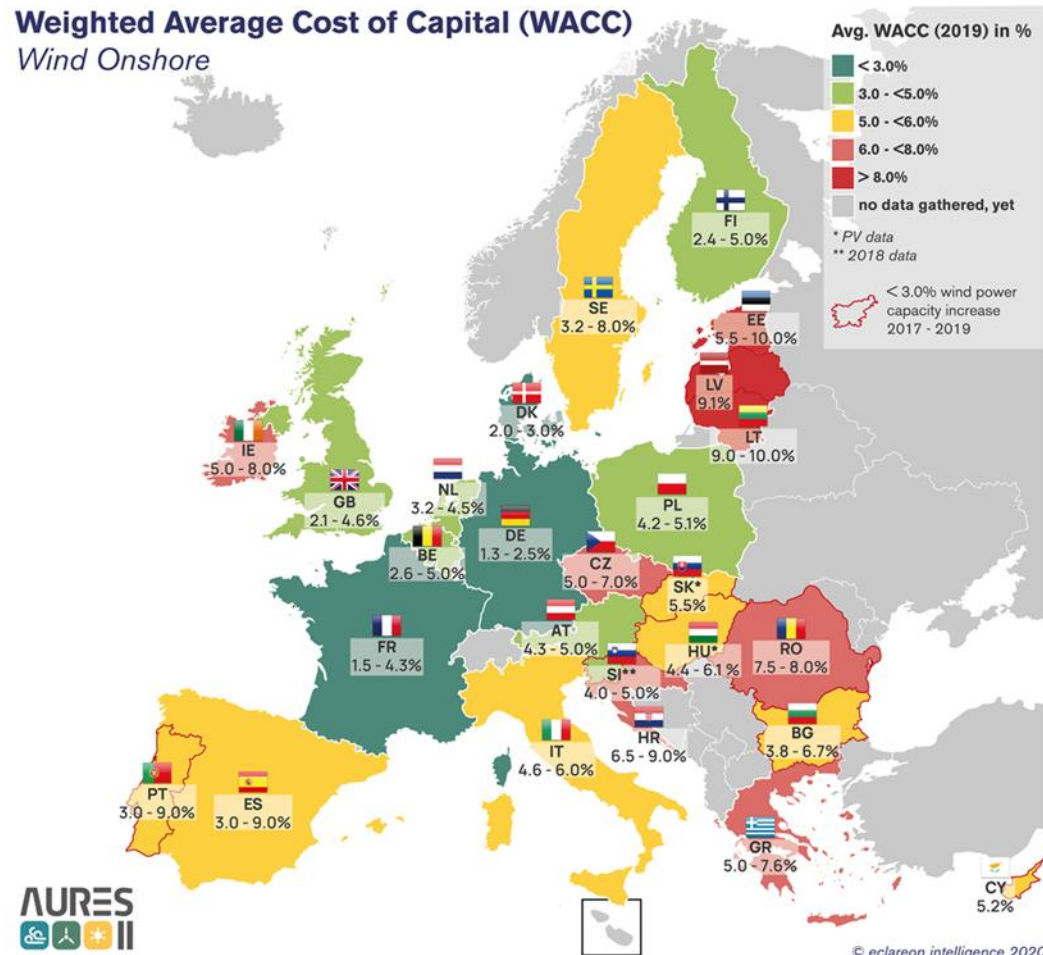 Weighted Average Cost of Capital (WACC)
Wind Onshore
Avg. WACC (2019) in %
< 3.0%
3.0 - <5.0%
5.0 - <6.0%
6.0 - <8.0%
> 8.0%
no data gathered, yet
* PV data
** 2018 data
< 3.0% wind power
capacity increase
2017 - 2019
FI
2.4 - 5.0%
SE
3.2 - 8.0%
EE
5.5 - 10.0%
LV
9.1%
LT
9.0 - 10.0%
DK
2.0 - 3.0%
IE
5.0 - 8.0%
GB
2.1 - 4.6%
NL
3.2 - 4.5%
BE
2.6 - 5.0%
DE
1.3 - 2.5%
PL
4.2 - 5.1%
CZ
5.0 - 7.0%
SK*
5.5%
AT
4.3 - 5.0%
HU*
4.4 - 6.1 %
FR
1.5 - 4.3%
SI**
4.0 - 5.0%
RO
7.5 - 8.0%
HR
6.5 - 9.0%
BG
3.8 - 6.7%
IT
4.6 - 6.0%
PT
3.0 - 9.0%
ES
3.0 - 9.0%
GR
5.0 - 7.6%
CY
5.2%
AURES
II
© eclareon intelligence 2020